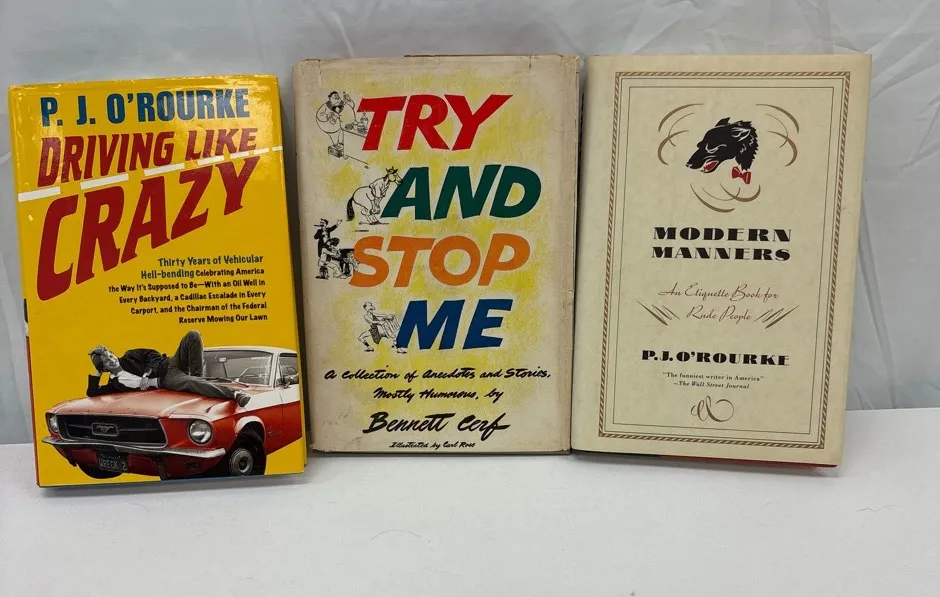 P. J. O'ROURKE
DRIVING LIKE
CRAZY
Thirty Years of Vehicular
Hell-bending Celebrating America
the Way It's Supposed to Be—With an Oil Well in
Every Backyard, a Cadillac Escalade in Every
Carport, and the Chairman of the Federal
Reserve Mowing Our Lawn
WRECK 2
TRY
AND
STOP
ME
A Collection of Anecdotes and Stories,
Mostly Humorous, by
Bennett Cerf
Illustrated by Carl Rose
MODERN
MANNERS
An Etiquette Book for
Rude People
P.J. O'ROURKE
"The funniest writer in America"
—The Wall Street Journal